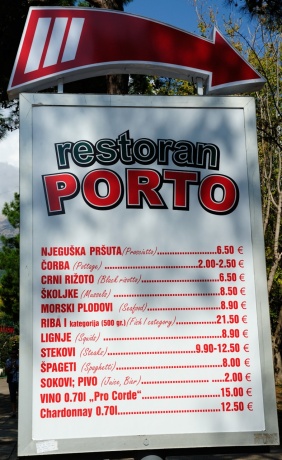 restoran
PORTO
NJEGUŠKA PRŠUTA (Prosciutto)......6.50 €
ČORBA (Pottage)......2.00-2.50 €
CRNI RIŽOTO (Black risotto)......6.50 €
ŠKOLJKE (Mussels)......8.50 €
MORSKI PLODOVI (Seafood)......8.90 €
RIBA I kategorija (500 gr.) (Fish I category)......21.50 €
LIGNJE (Squids)......8.90 €
STEKOVI (Steaks)......9.90-12.50 €
ŠPAGETI (Spaghetti)......8.00 €
SOKOVI; PIVO (Juice, Bier)...... ...2.00 €
VINO 0.70l „Pro Corde“......15.00 €
Chardonnay 0.70l......12.50 €